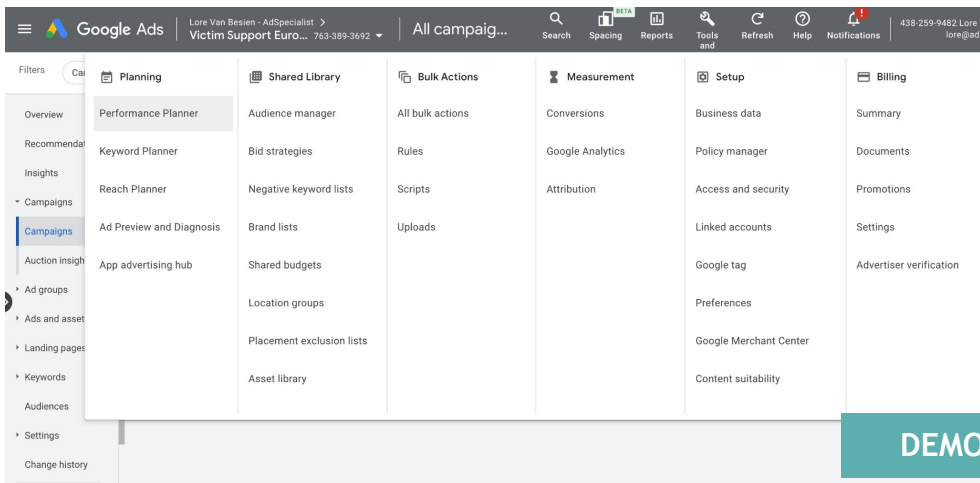 Google Ads
Lore Van Besien - AdSpecialist
Victim Support Euro... 763-389-3692
All campaig...
Search
BETA
Spacing
Reports
Tools and
Refresh
Help
!
Notifications
438-259-9482 Lore
lore@ad
Filters
Ca
Overview
Recommendat
Insights
Campaigns
Campaigns
Auction insigh
Ad groups
Ads and asset
Landing pages
Keywords
Audiences
Settings
Change history
Planning
Performance Planner
Keyword Planner
Reach Planner
Ad Preview and Diagnosis
App advertising hub
Shared Library
Audience manager
Bid strategies
Negative keyword lists
Brand lists
Shared budgets
Location groups
Placement exclusion lists
Asset library
Bulk Actions
All bulk actions
Rules
Scripts
Uploads
Measurement
Conversions
Google Analytics
Attribution
Setup
Business data
Policy manager
Access and security
Linked accounts
Google tag
Preferences
Google Merchant Center
Content suitability
Billing
Summary
Documents
Promotions
Settings
Advertiser verification
DEMO